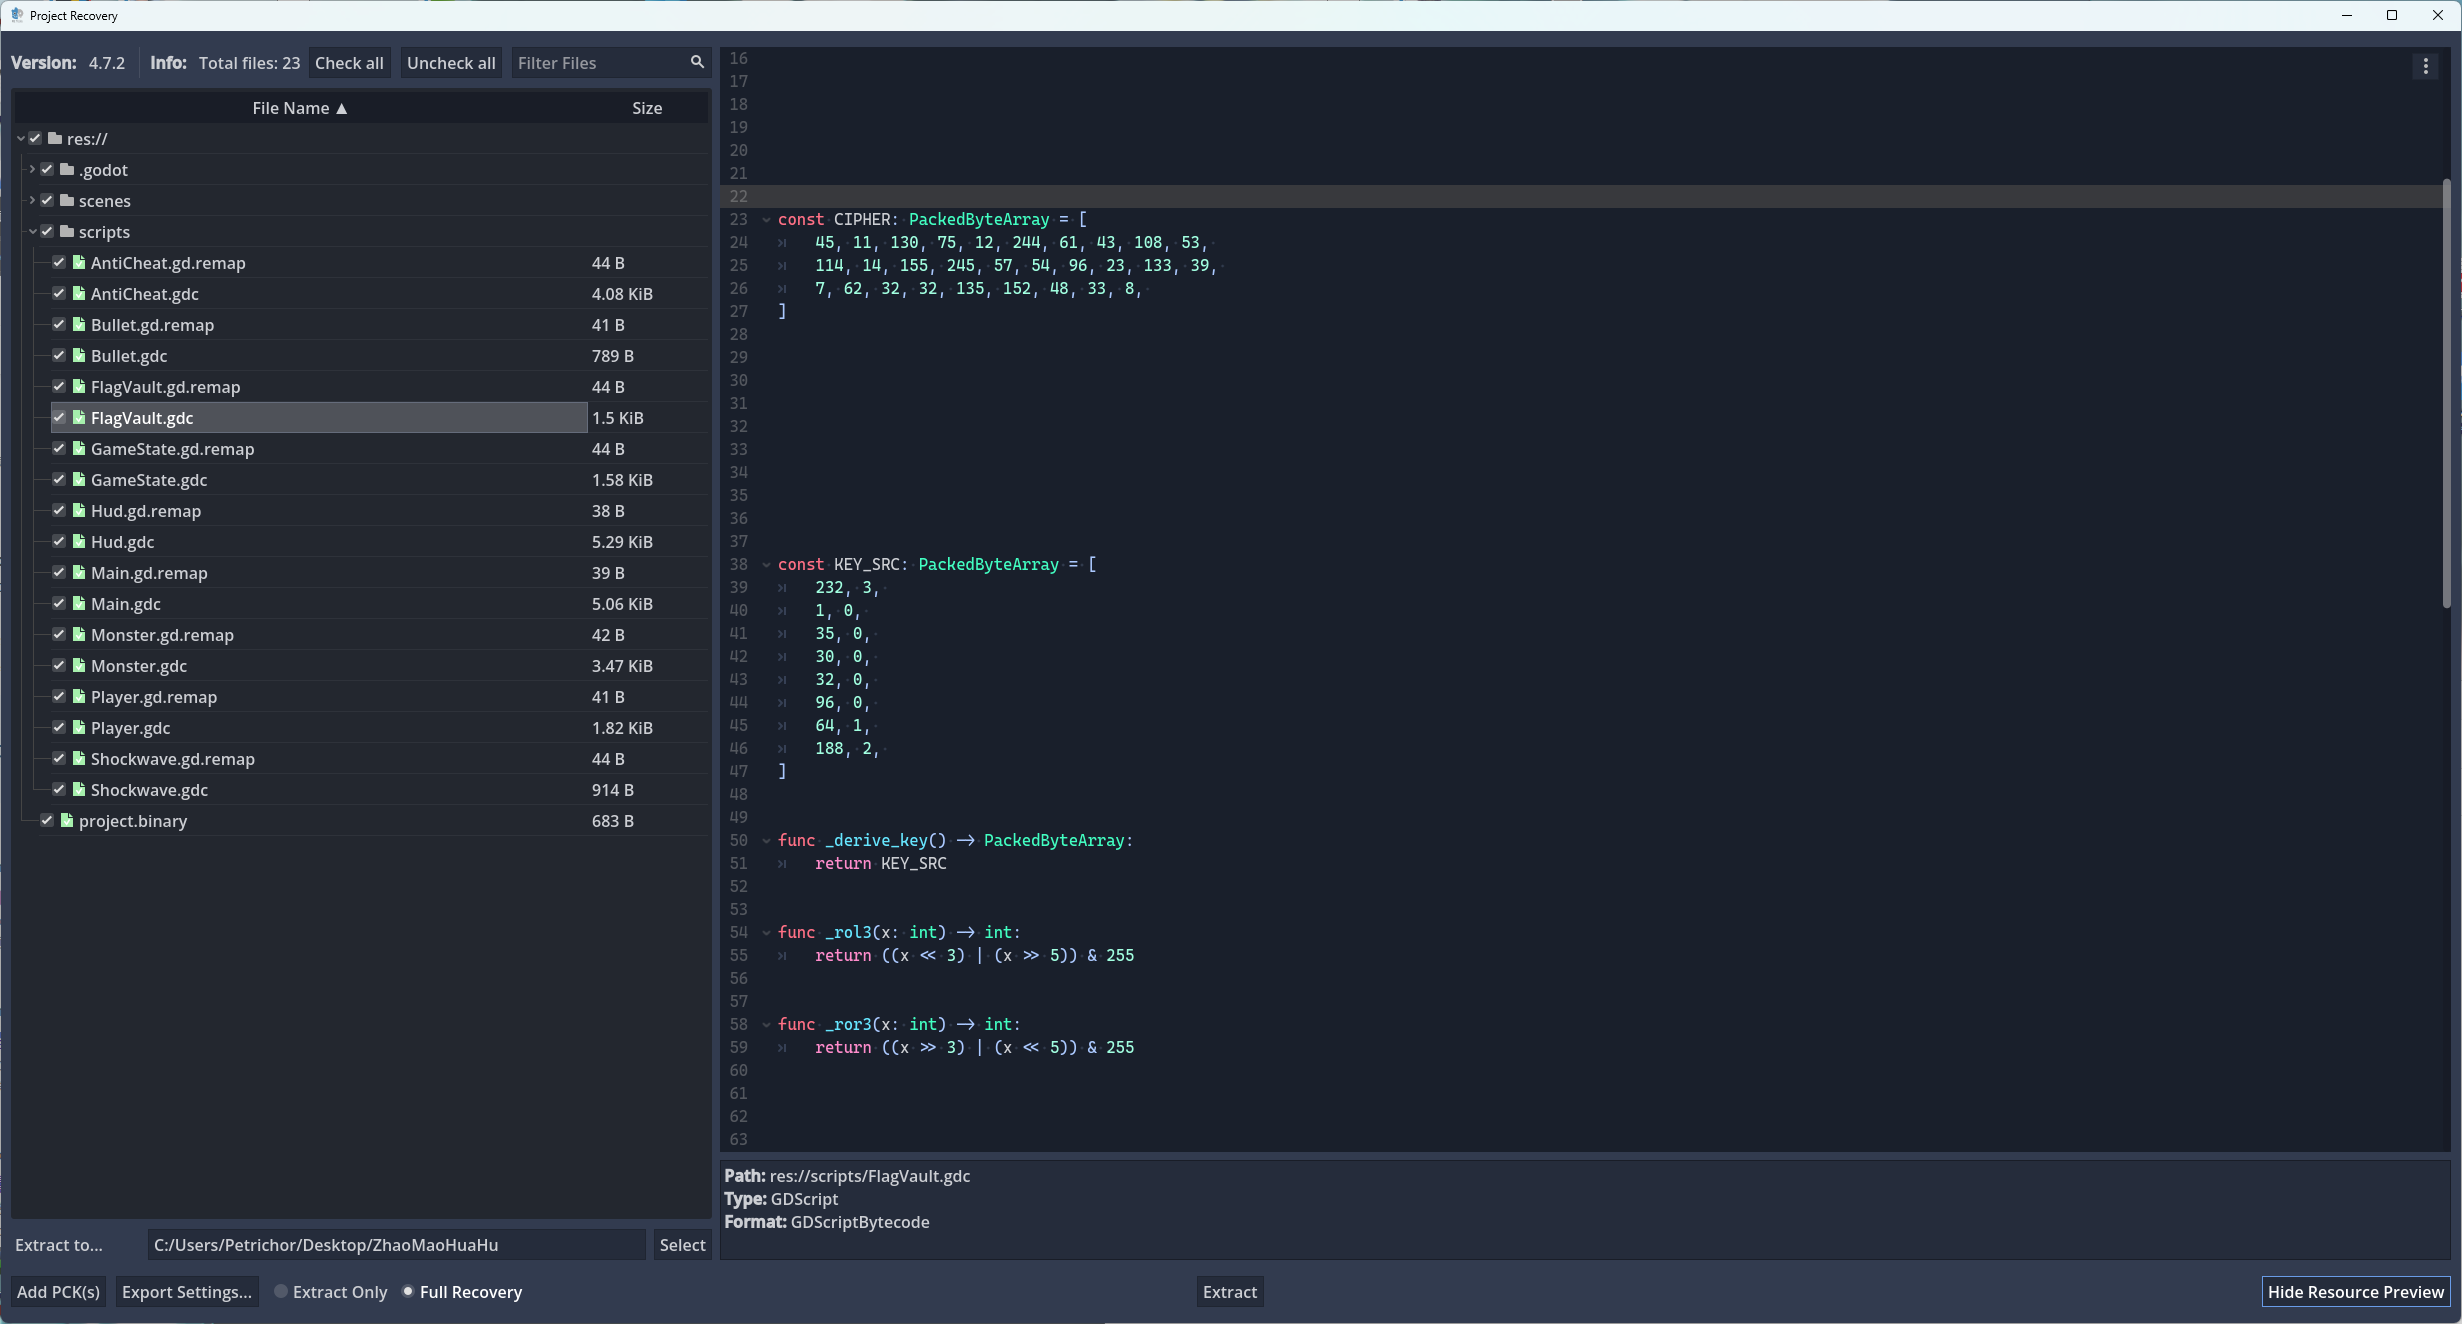 Project Recovery
Version: 4.7.2 Info: Total files: 23 Check all Uncheck all Filter Files
File Name ▲ Size
res://
.godot
scenes
scripts
AntiCheat.gd.remap 44 B
AntiCheat.gdc 4.08 KiB
Bullet.gd.remap 41 B
Bullet.gdc 789 B
FlagVault.gd.remap 44 B
FlagVault.gdc 1.5 KiB
GameState.gd.remap 44 B
GameState.gdc 1.58 KiB
Hud.gd.remap 38 B
Hud.gdc 5.29 KiB
Main.gd.remap 39 B
Main.gdc 5.06 KiB
Monster.gd.remap 42 B
Monster.gdc 3.47 KiB
Player.gd.remap 41 B
Player.gdc 1.82 KiB
Shockwave.gd.remap 44 B
Shockwave.gdc 914 B
project.binary 683 B
Extract to... C:/Users/Petrichor/Desktop/ZhaoMaoHuaHu Select
Add PCK(s) Export Settings... Extract Only Full Recovery
16
17
18
19
20
21
22
23 const CIPHER: PackedByteArray = [
24 45, 11, 130, 75, 12, 244, 61, 43, 108, 53,
25 114, 14, 155, 245, 57, 54, 96, 23, 133, 39,
26 7, 62, 32, 32, 135, 152, 48, 33, 8,
27 ]
28
29
30
31
32
33
34
35
36
37
38 const KEY_SRC: PackedByteArray = [
39 232, 3,
40 1, 0,
41 35, 0,
42 30, 0,
43 32, 0,
44 96, 0,
45 64, 1,
46 188, 2,
47 ]
48
49
50 func _derive_key() -> PackedByteArray:
51 return KEY_SRC
52
53
54 func _rol3(x: int) -> int:
55 return ((x << 3) | (x >> 5)) & 255
56
57
58 func _ror3(x: int) -> int:
59 return ((x >> 3) | (x << 5)) & 255
60
61
62
63
Path: res://scripts/FlagVault.gdc
Type: GDScript
Format: GDScriptBytecode
Extract
Hide Resource Preview